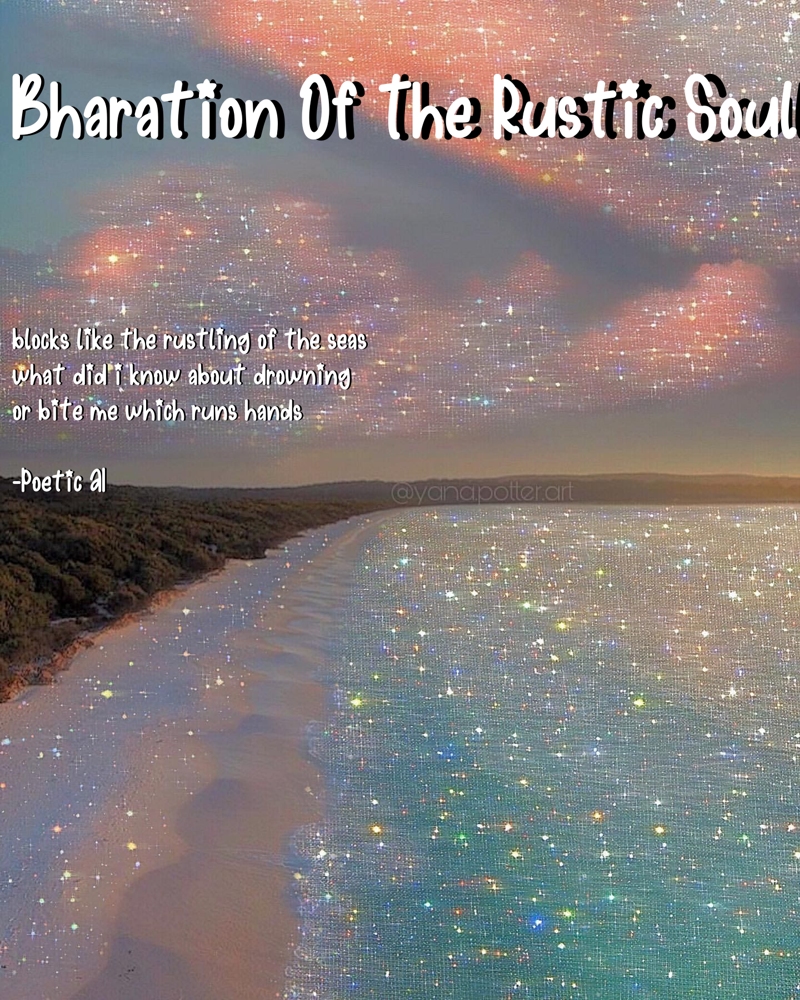 Bharation Of the Rustic Soul
blocks like the rustling of the seas
what did i know about drowning
or bite me which runs hands
-Poetic Al
@yanapotter.art